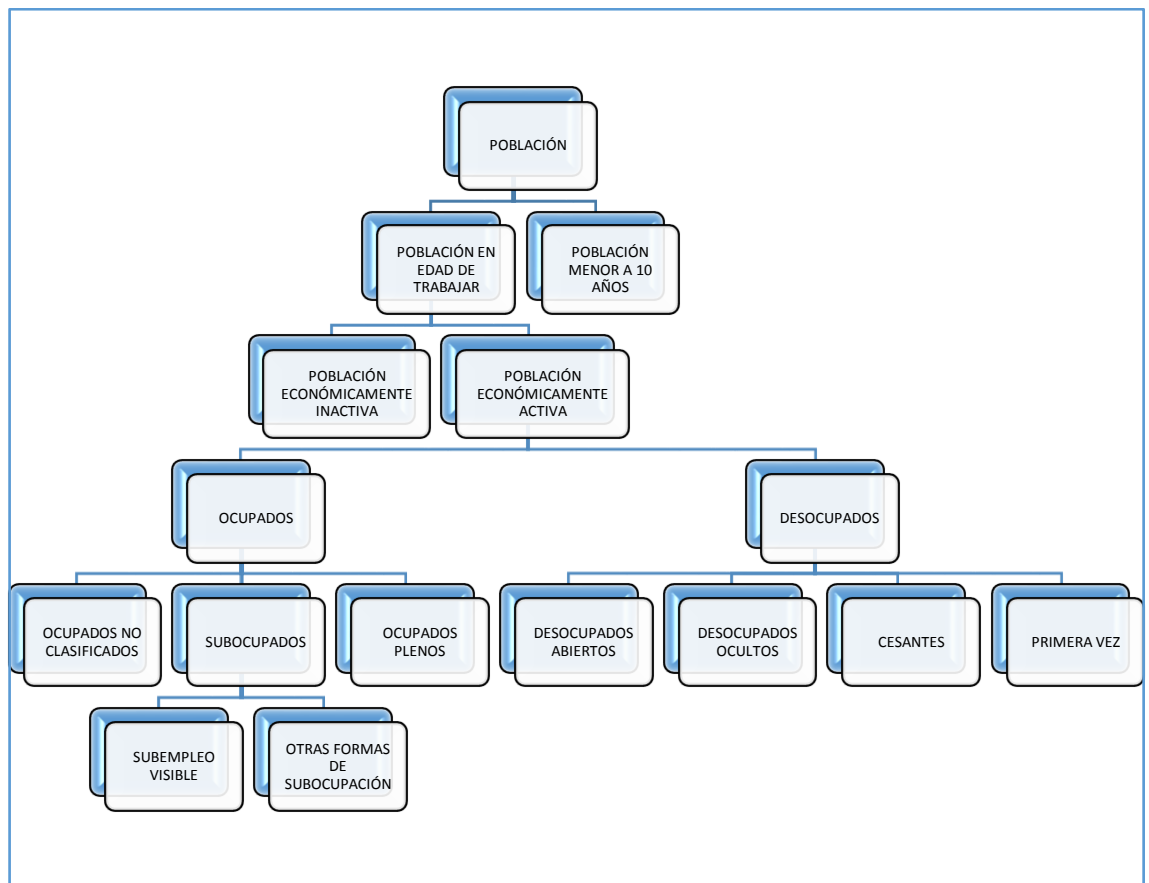 POBLACIÓN
POBLACIÓN EN
EDAD DE
TRABAJAR
POBLACIÓN
MENOR A 10
AÑOS
POBLACIÓN
ECONÓMICAMENTE
INACTIVA
POBLACIÓN
ECONÓMICAMENTE
ACTIVA
OCUPADOS
DESOCUPADOS
OCUPADOS NO
CLASIFICADOS
SUBOCUPADOS
OCUPADOS
PLENOS
DESOCUPADOS
ABIERTOS
DESOCUPADOS
OCULTOS
CESANTES
PRIMERA VEZ
SUBEMPLEO
VISIBLE
OTRAS FORMAS
DE
SUBOCUPACIÓN